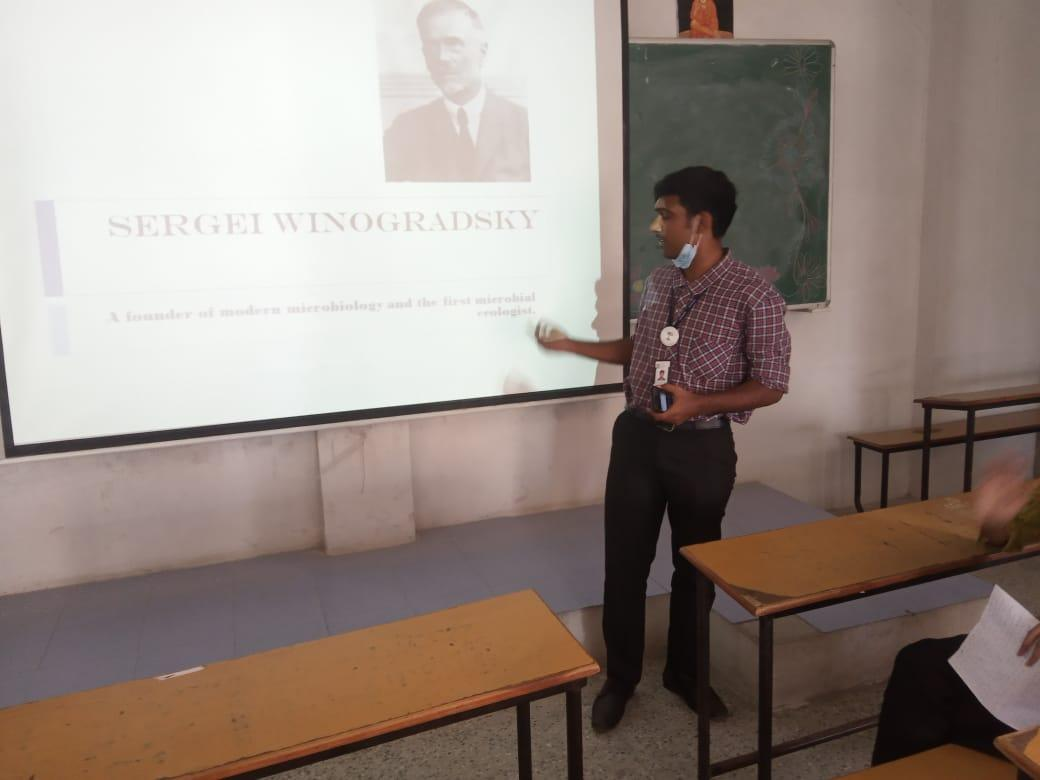 SERGEI WINOGRADSKY
A founder of modern microbiology and the first microbial
ecologist.